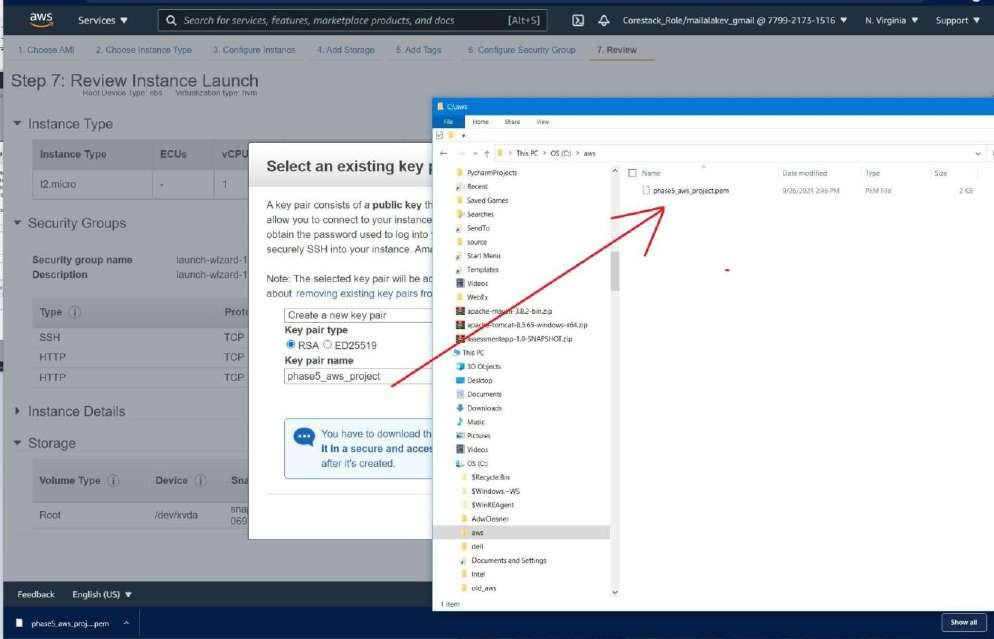 aws Services Search for services, features, marketplace products, and docs [Alt+S] Corestack_Role/mailalakev_gmail @ 7799-2173-1516 N. Virginia Support
1. Choose AMI 2. Choose Instance Type 3. Configure Instance 4. Add Storage 5. Add Tags 6. Configure Security Group 7. Review
Step 7: Review Instance Launch
Root Device Type: ebs Virtualization type: hvm
Instance Type
Instance Type ECUs vCPU
t2.micro - 1
Security Groups
Security group name launch-wizard-1
Description launch-wizard-1
Type Proto
SSH TCP
HTTP TCP
HTTP TCP
Instance Details
Storage
Volume Type Device Sna
Root /dev/xvda snap
069
Select an existing key p
A key pair consists of a public key th
allow you to connect to your instance
obtain the password used to log into
securely SSH into your instance. Ama
Note: The selected key pair will be ad
about removing existing key pairs fro
Create a new key pair
Key pair type
RSA ED25519
Key pair name
phase5_aws_project
You have to download th
it in a secure and acces
after it's created.
C:\aws
File Home Share View
This PC > OS (C:) > aws
Name Date modified Type Size
phase5_aws_project.pem 9/26/2021 2:46 PM PEM File 2 KB
PycharmProjects
Recent
Saved Games
Searches
SendTo
source
Start Menu
Templates
Videos
WebEx
apache-maven-3.8.2-bin.zip
apache-tomcat-8.5.65-windows-x64.zip
assessmentapp-1.0-SNAPSHOT.zip
This PC
3D Objects
Desktop
Documents
Downloads
Music
Pictures
Videos
OS (C:)
$Recycle.Bin
$Windows.~WS
$WinREAgent
AdwCleaner
aws
dell
Documents and Settings
Intel
old_aws
1 item
Feedback English (US)
phase5_aws_proj....pem Show all